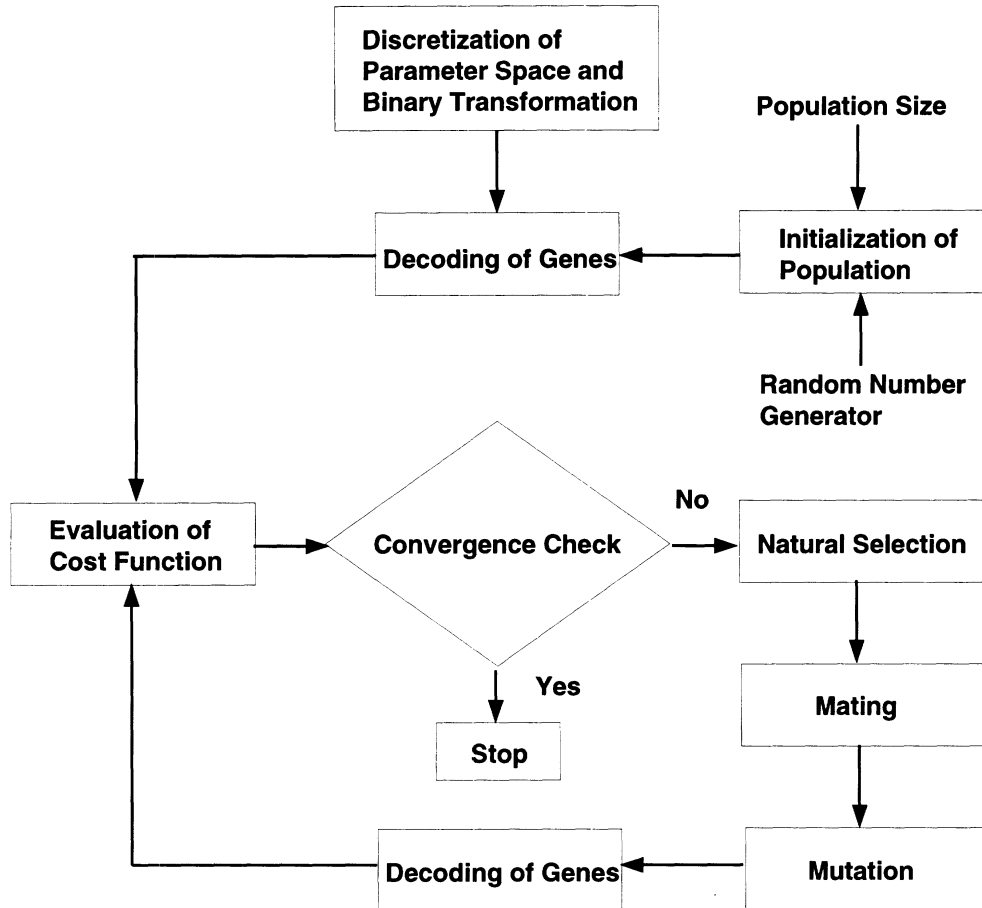 Discretization of
Parameter Space and
Binary Transformation
Population Size
Decoding of Genes
Initialization of
Population
Random Number
Generator
Evaluation of
Cost Function
Convergence Check
No
Natural Selection
Yes
Mating
Stop
Decoding of Genes
Mutation